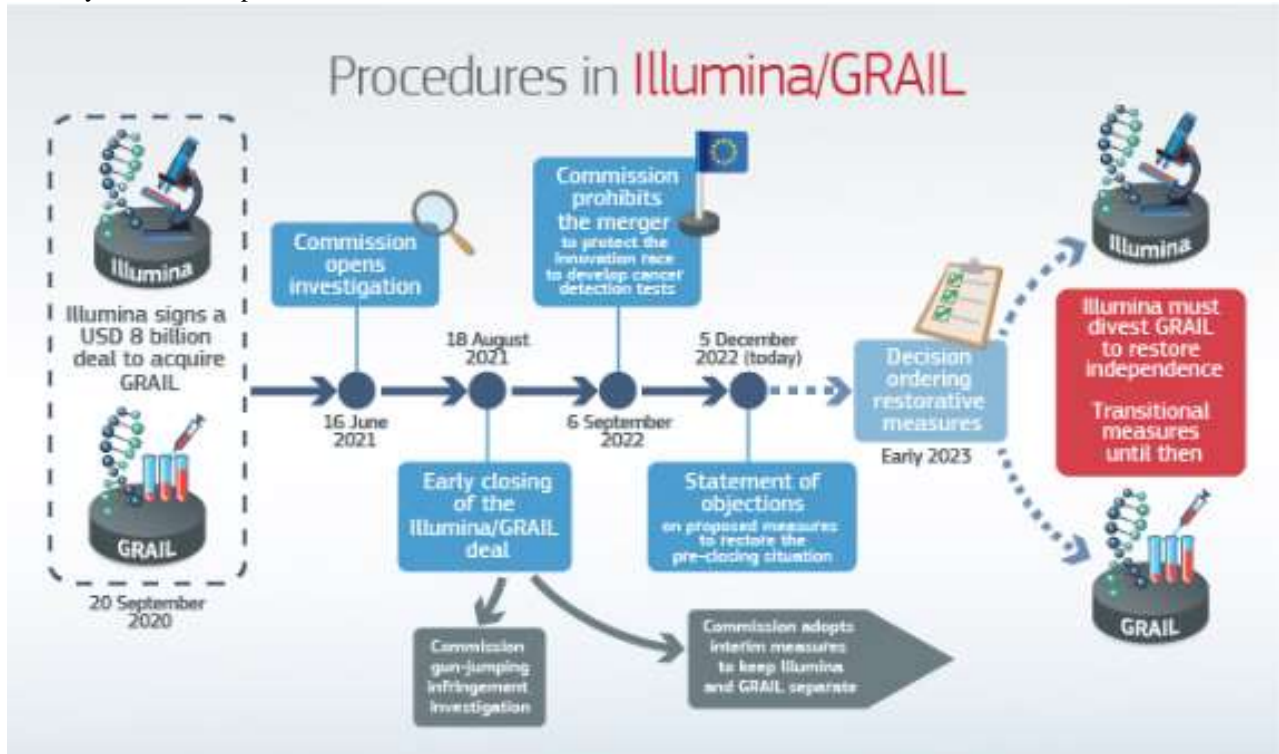 Procedures in Illumina/GRAIL
Illumina
Illumina signs a
USD 8 billion
deal to acquire
GRAIL
GRAIL
20 September
2020
Commission
opens
investigation
16 June
2021
18 August
2021
Early closing
of the
Illumina/GRAIL
deal
Commission
gun-jumping
infringement
investigation
Commission adopts
interim measures
to keep Illumina
and GRAIL separate
Commission
prohibits
the merger
to protect the
innovation race
to develop cancer
detection tests
6 September
2022
5 December
2022 (today)
Statement of
objections
on proposed measures
to restore the
pre-closing situation
Decision
ordering
restorative
measures
Early 2023
Illumina
Illumina must
divest GRAIL
to restore
independence
Transitional
measures
until then
GRAIL